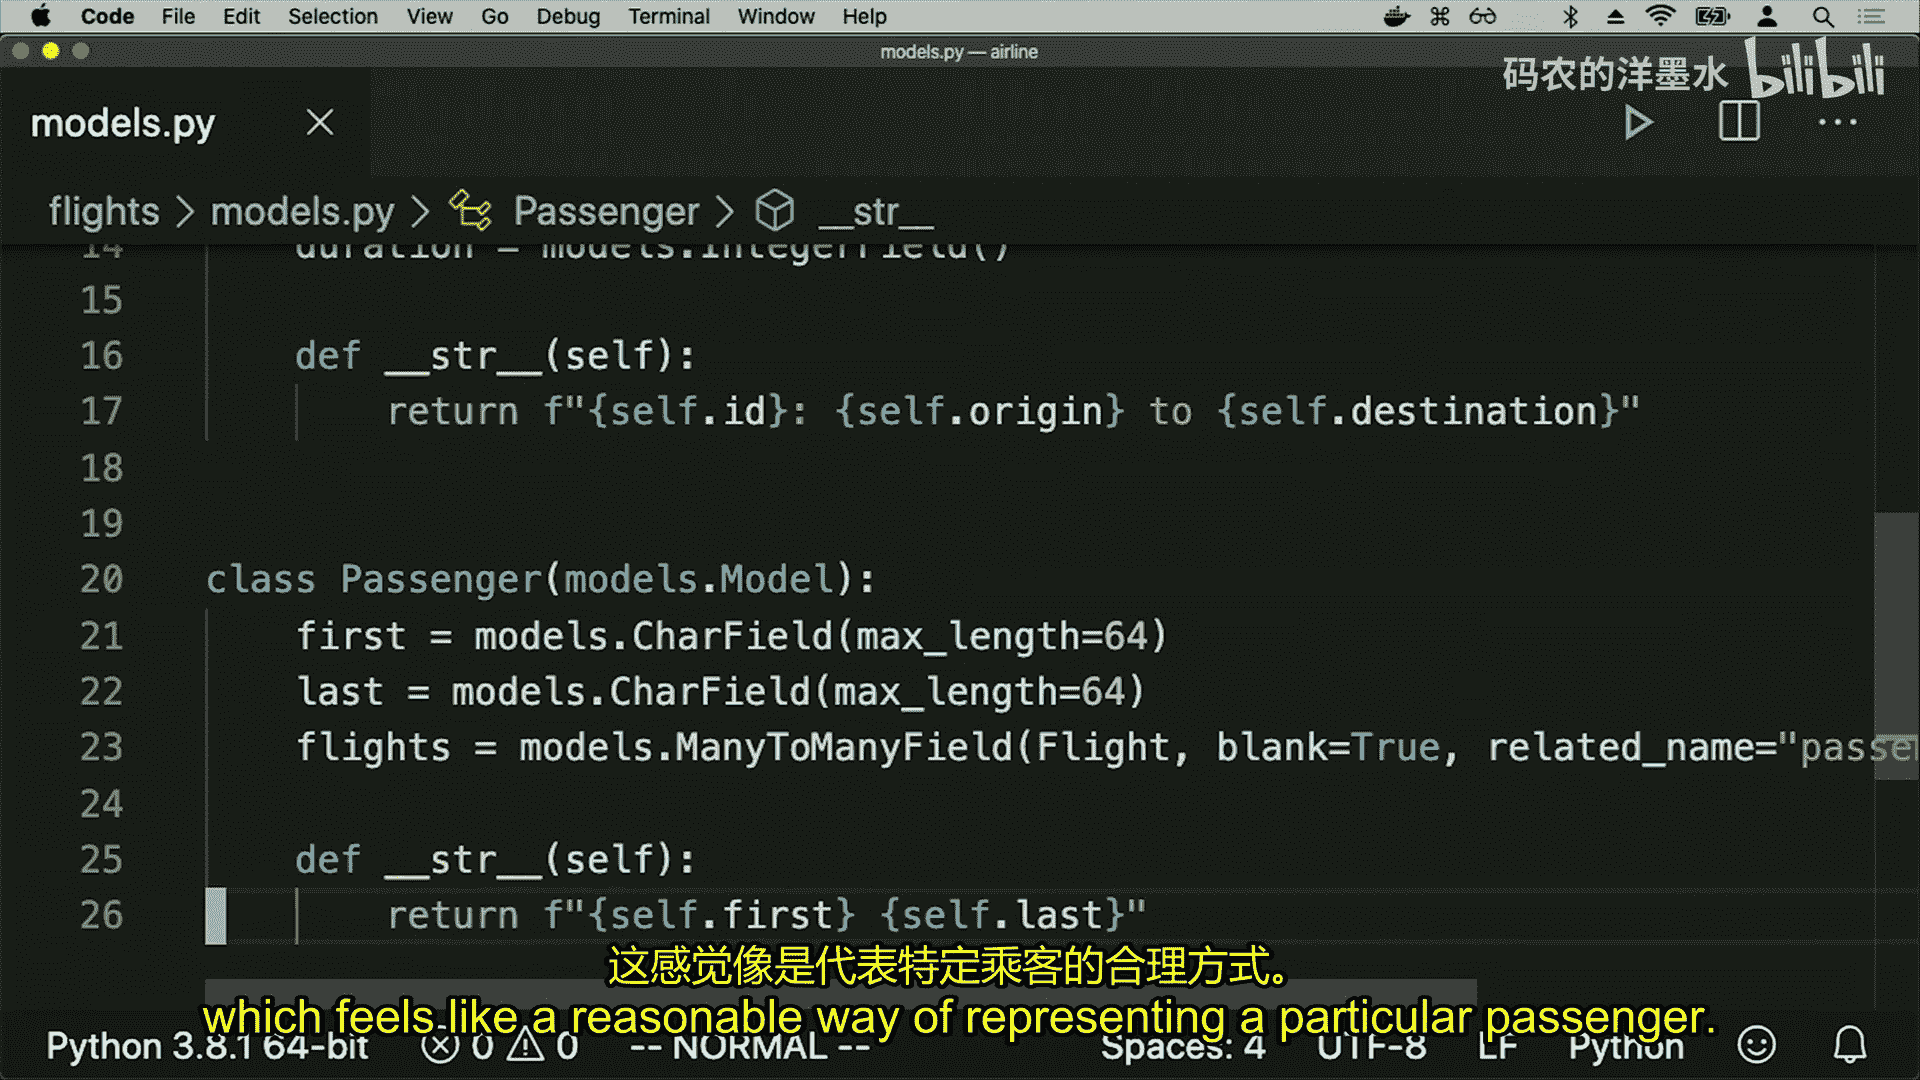 Code File Edit Selection View Go Debug Terminal Window Help
models.py — airline
码农的洋墨水 bilibili
models.py
flights > models.py > Passenger > __str__
14 duration = models.IntegerField()
15
16 def __str__(self):
17 return f"{self.id}: {self.origin} to {self.destination}"
18
19
20 class Passenger(models.Model):
21 first = models.CharField(max_length=64)
22 last = models.CharField(max_length=64)
23 flights = models.ManyToManyField(Flight, blank=True, related_name="passen
24
25 def __str__(self):
26 return f"{self.first} {self.last}"
这感觉像是代表特定乘客的合理方式。
which feels like a reasonable way of representing a particular passenger.
Python 3.8.1 64-bit 0 0 -- NORMAL -- Spaces: 4 UTF-8 LF Python